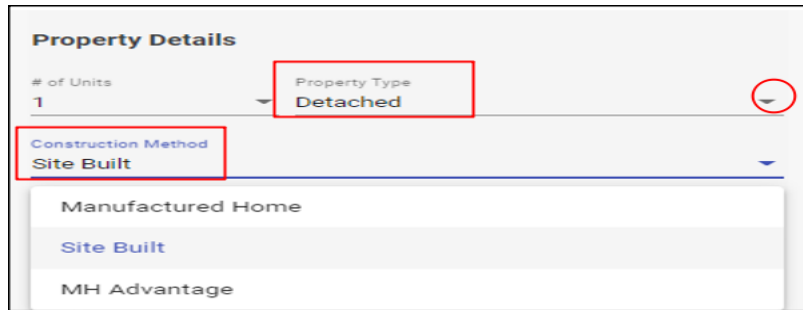 Property Details
# of Units Property Type
1 Detached
Construction Method
Site Built
Manufactured Home
Site Built
MH Advantage